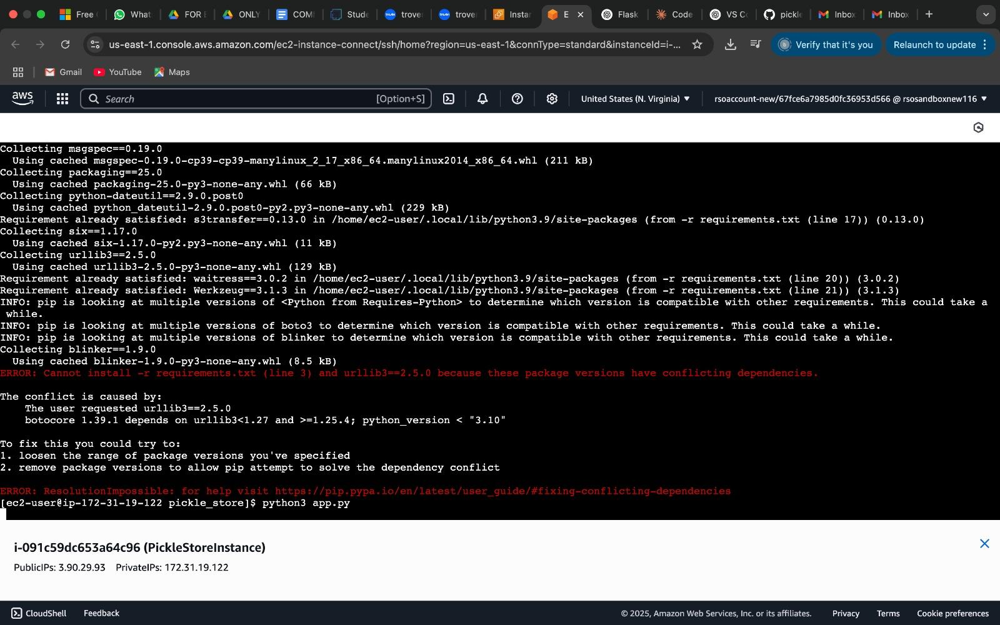 Free
What
FOR E
ONLY
COM
Stude
trove
trove
Instar
E
Flask
Code
VS Co
pickle
Inbox
Inbox
us-east-1.console.aws.amazon.com/ec2-instance-connect/ssh/home?region=us-east-1&connType=standard&instanceId=i-...
b Verify that it's you
Relaunch to update
Gmail
YouTube
Maps
aws
Search
[Option+S]
United States (N. Virginia) ▼
rsoaccount-new/67fce6a7985d0fc36953d566 @ rsosandboxnew116 ▼
Collecting msgspec==0.19.0
  Using cached msgspec-0.19.0-cp39-cp39-manylinux_2_17_x86_64.manylinux2014_x86_64.whl (211 kB)
Collecting packaging==25.0
  Using cached packaging-25.0-py3-none-any.whl (66 kB)
Collecting python-dateutil==2.9.0.post0
  Using cached python_dateutil-2.9.0.post0-py2.py3-none-any.whl (229 kB)
Requirement already satisfied: s3transfer==0.13.0 in /home/ec2-user/.local/lib/python3.9/site-packages (from -r requirements.txt (line 17)) (0.13.0)
Collecting six==1.17.0
  Using cached six-1.17.0-py2.py3-none-any.whl (11 kB)
Collecting urllib3==2.5.0
  Using cached urllib3-2.5.0-py3-none-any.whl (129 kB)
Requirement already satisfied: waitress==3.0.2 in /home/ec2-user/.local/lib/python3.9/site-packages (from -r requirements.txt (line 20)) (3.0.2)
Requirement already satisfied: Werkzeug==3.1.3 in /home/ec2-user/.local/lib/python3.9/site-packages (from -r requirements.txt (line 21)) (3.1.3)
INFO: pip is looking at multiple versions of <Python from Requires-Python> to determine which version is compatible with other requirements. This could take a
 while.
INFO: pip is looking at multiple versions of boto3 to determine which version is compatible with other requirements. This could take a while.
INFO: pip is looking at multiple versions of blinker to determine which version is compatible with other requirements. This could take a while.
Collecting blinker==1.9.0
  Using cached blinker-1.9.0-py3-none-any.whl (8.5 kB)
ERROR: Cannot install -r requirements.txt (line 3) and urllib3==2.5.0 because these package versions have conflicting dependencies.
The conflict is caused by:
    The user requested urllib3==2.5.0
    botocore 1.39.1 depends on urllib3<1.27 and >=1.25.4; python_version < "3.10"
To fix this you could try to:
1. loosen the range of package versions you've specified
2. remove package versions to allow pip attempt to solve the dependency conflict
ERROR: ResolutionImpossible: for help visit https://pip.pypa.io/en/latest/user_guide/#fixing-conflicting-dependencies
[ec2-user@ip-172-31-19-122 pickle_store]$ python3 app.py
i-091c59dc653a64c96 (PickleStoreInstance)
PublicIPs: 3.90.29.93 PrivateIPs: 172.31.19.122
CloudShell
Feedback
© 2025, Amazon Web Services, Inc. or its affiliates.
Privacy
Terms
Cookie preferences